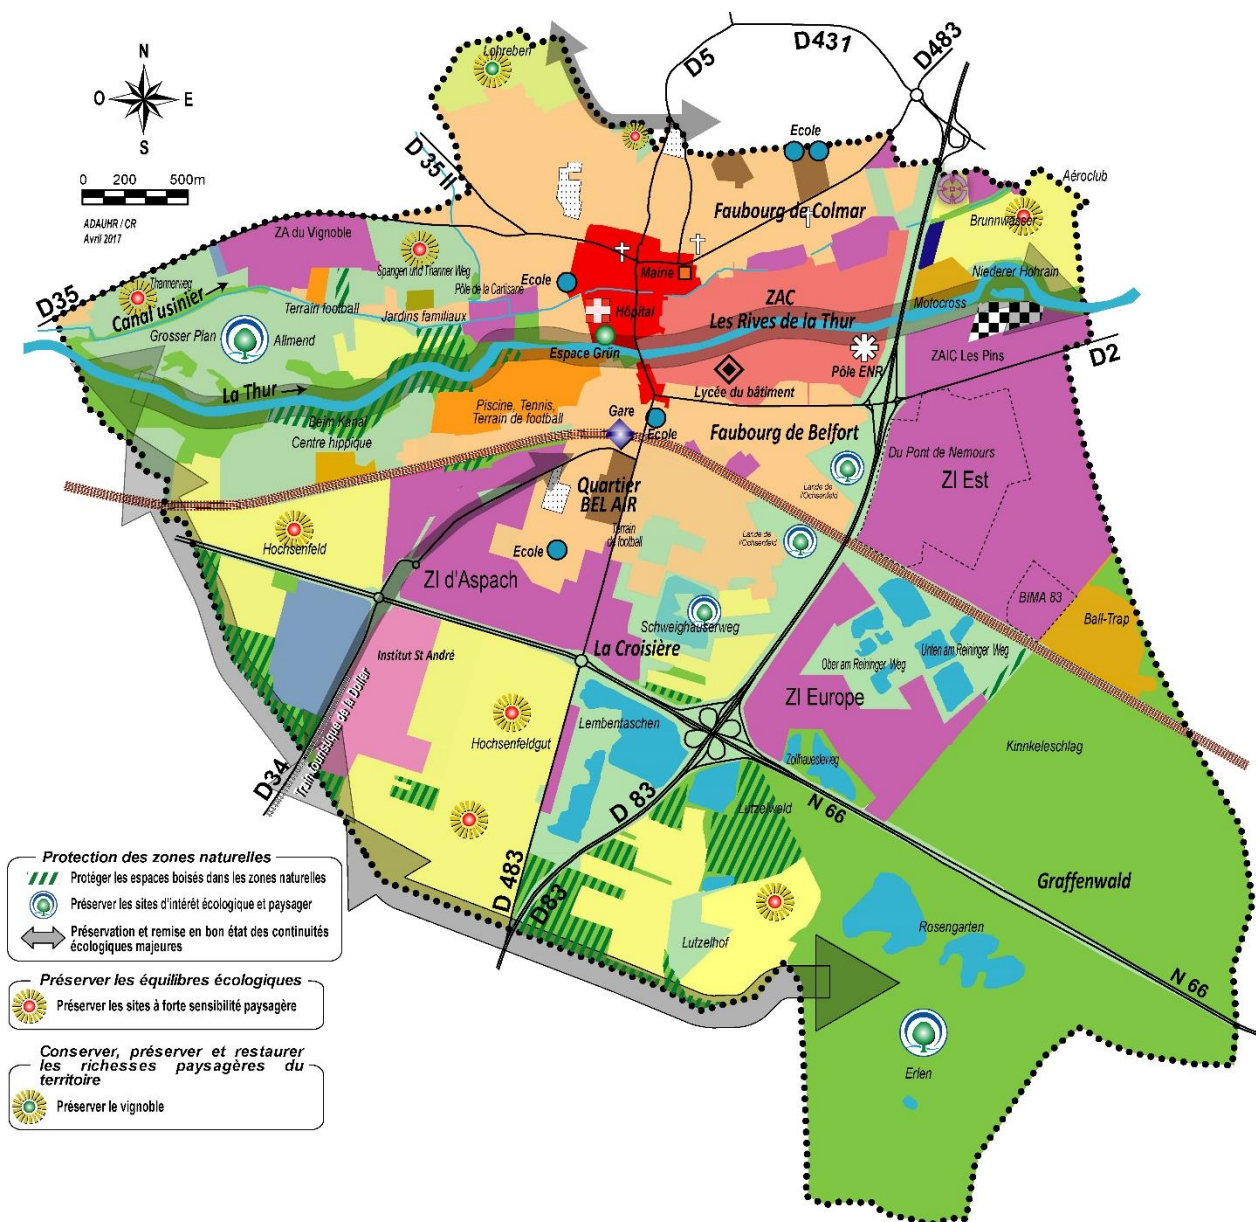 N
O
E
S
0 200 500m
ADAUHR / CR
Avril 2017
Lohreben
D5
D431
D483
D 35 II
Ecole
Aéroclub
Faubourg de Colmar
Brunnwasser
ZA du Vignoble
Spangen und Thanner Weg
Thannerweg
Canal usinier
D35
Terrain football
Jardins familiaux
Pôle de la Cartisane
Ecole
Mairie
Hôpital
ZAC
Les Rives de la Thur
Niederer Hohrain
Motocross
ZAIC Les Pins
D2
Grosser Plan
Allmend
Espace Grün
Pôle ENR
Lycée du bâtiment
La Thur
Beim Kanal
Centre hippique
Piscine, Tennis,
Terrain de football
Gare
Ecole
Faubourg de Belfort
Du Pont de Nemours
ZI Est
Quartier
BEL AIR
Lande de
l'Ochsenfeld
Lande de
l'Ochsenfeld
Terrain
de football
Hochsenfeld
Ecole
ZI d'Aspach
BIMA 83
Ball-Trap
Schweighauserweg
La Croisière
Ober am Reininger Weg
Unten am Reininger Weg
Institut St André
ZI Europe
Hochsenfeldgut
Lembentaschen
Zollhauesleweg
Kinnkeleschlag
D34
Train touristique de la Doller
D 83
Lutzelwald
N 66
D 483
D83
Lutzelhof
Graffenwald
Rosengarten
N 66
Erlen
Protection des zones naturelles
Protéger les espaces boisés dans les zones naturelles
Préserver les sites d'intérêt écologique et paysager
Préservation et remise en bon état des continuités
écologiques majeures
Préserver les équilibres écologiques
Préserver les sites à forte sensibilité paysagère
Conserver, préserver et restaurer
les richesses paysagères du
territoire
Préserver le vignoble